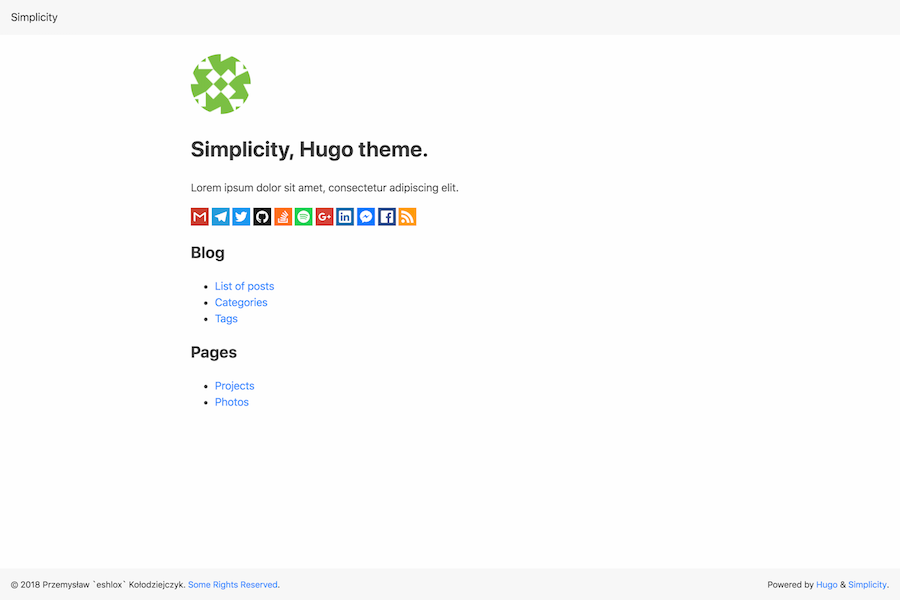 Simplicity
Simplicity, Hugo theme.
Lorem ipsum dolor sit amet, consectetur adipiscing elit.
G+ in f
Blog
List of posts
Categories
Tags
Pages
Projects
Photos
© 2018 Przemysław `eshlox` Kołodziejczyk. Some Rights Reserved.
Powered by Hugo & Simplicity.